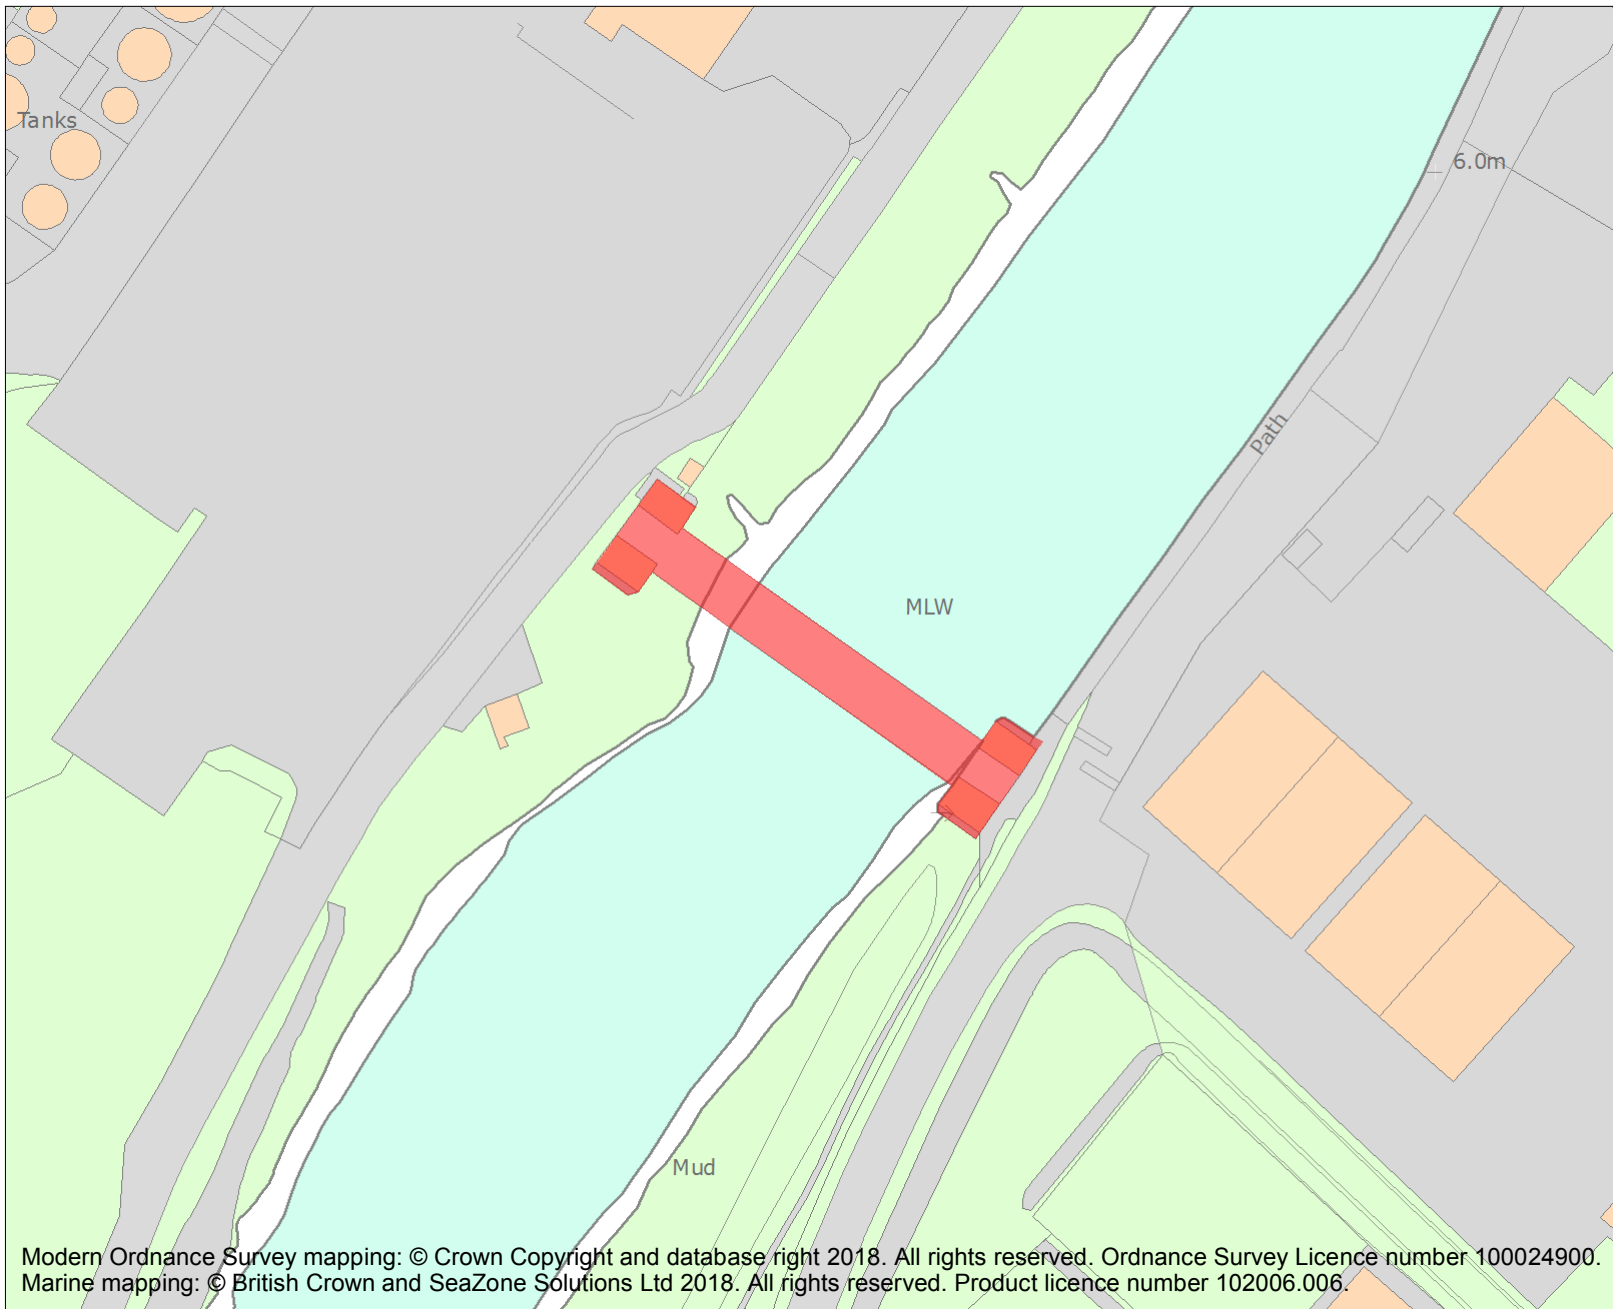 Tanks
6.0m
Path
MLW
Mud
Modern Ordnance Survey mapping: © Crown Copyright and database right 2018. All rights reserved. Ordnance Survey Licence number 100024900.
Marine mapping: © British Crown and SeaZone Solutions Ltd 2018. All rights reserved. Product licence number 102006.006.